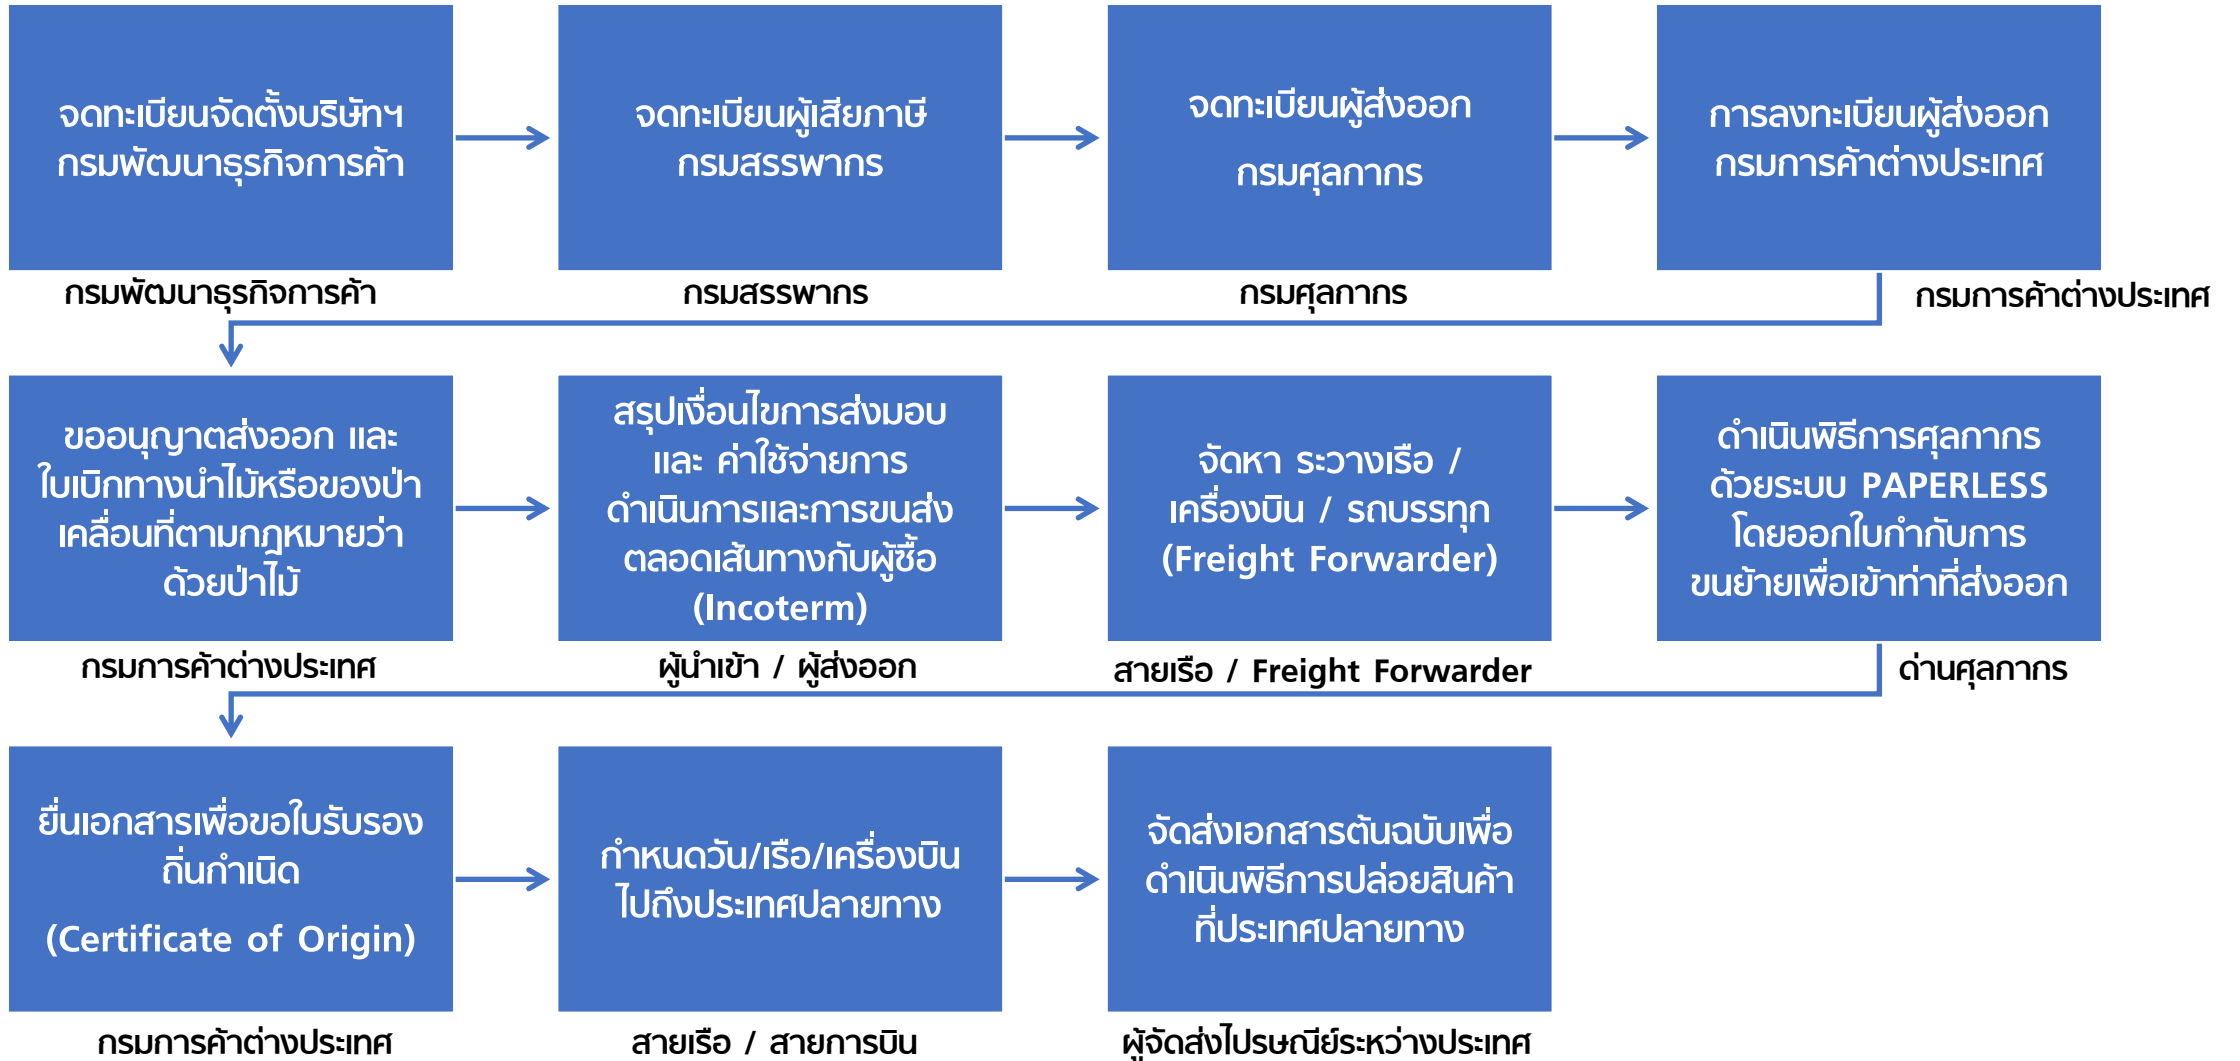 จดทะเบียนจัดตั้งบริษัทฯ
กรมพัฒนาธุรกิจการค้า
กรมพัฒนาธุรกิจการค้า
จดทะเบียนผู้เสียภาษี
กรมสรรพากร
กรมสรรพากร
จดทะเบียนผู้ส่งออก
กรมศุลกากร
กรมศุลกากร
การลงทะเบียนผู้ส่งออก
กรมการค้าต่างประเทศ
กรมการค้าต่างประเทศ
ขออนุญาตส่งออก และ
ใบเบิกทางนำไม้หรือของป่า
เคลื่อนที่ตามกฎหมายว่า
ด้วยป่าไม้
กรมการค้าต่างประเทศ
สรุปเงื่อนไขการส่งมอบ
และ ค่าใช้จ่ายการ
ดำเนินการและการขนส่ง
ตลอดเส้นทางกับผู้ซื้อ
(Incoterm)
ผู้นำเข้า / ผู้ส่งออก
จัดหา ระวางเรือ /
เครื่องบิน / รถบรรทุก
(Freight Forwarder)
สายเรือ / Freight Forwarder
ดำเนินพิธีการศุลกากร
ด้วยระบบ PAPERLESS
โดยออกใบกำกับการ
ขนย้ายเพื่อเข้าท่าที่ส่งออก
ด่านศุลกากร
ยื่นเอกสารเพื่อขอใบรับรอง
ถิ่นกำเนิด
(Certificate of Origin)
กรมการค้าต่างประเทศ
กำหนดวัน/เรือ/เครื่องบิน
ไปถึงประเทศปลายทาง
สายเรือ / สายการบิน
จัดส่งเอกสารต้นฉบับเพื่อ
ดำเนินพิธีการปล่อยสินค้า
ที่ประเทศปลายทาง
ผู้จัดส่งไปรษณีย์ระหว่างประเทศ